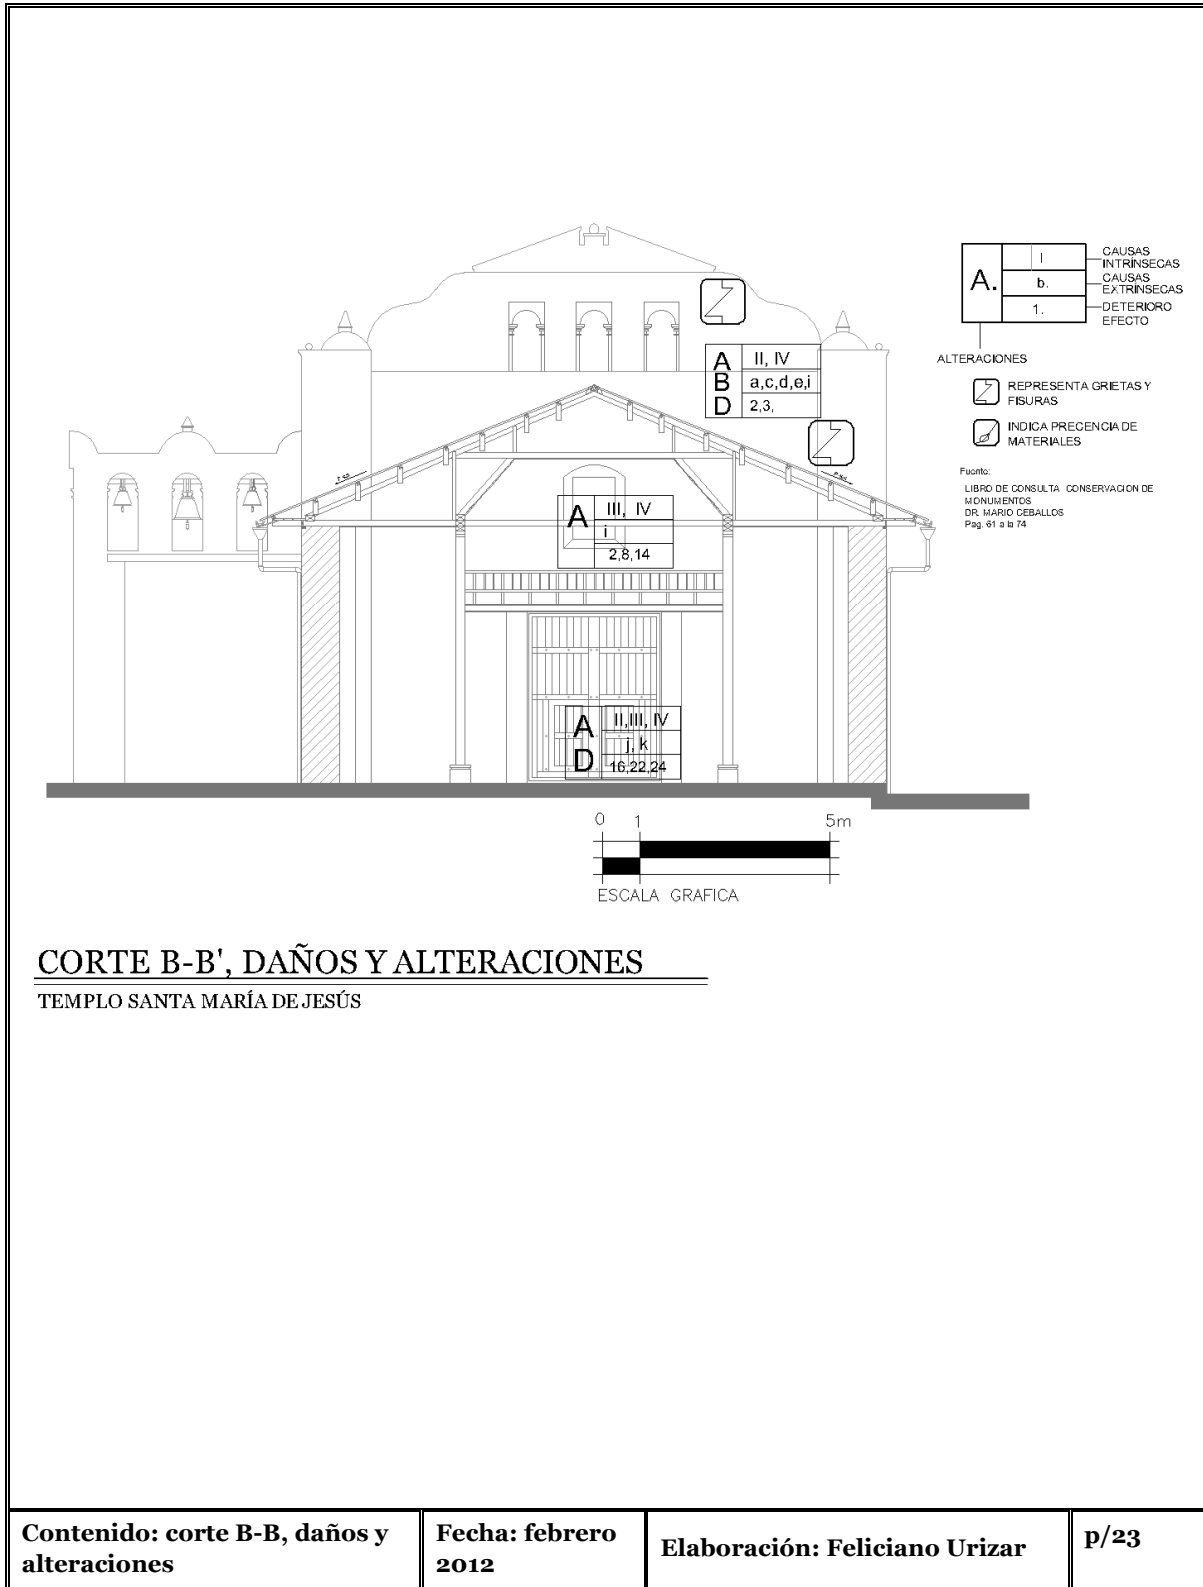 A.
I
b.
1.
CAUSAS
INTRÍNSECAS
CAUSAS
EXTRÍNSECAS
DETERIORO
EFECTO
ALTERACIONES
REPRESENTA GRIETAS Y
FISURAS
INDICA PRECENCIA DE
MATERIALES
Fuente:
LIBRO DE CONSULTA CONSERVACION DE
MONUMENTOS
DR. MARIO CEBALLOS
Pag. 61 a la 74
A II, IV
B a,c,d,e,i
D 2,3,
A III, IV
i
2,8,14
A II,III, IV
j, k
D 16,22,24
0 1 5m
ESCALA GRAFICA
CORTE B-B', DAÑOS Y ALTERACIONES
TEMPLO SANTA MARÍA DE JESÚS
Contenido: corte B-B, daños y
alteraciones
Fecha: febrero
2012
Elaboración: Feliciano Urizar
p/23